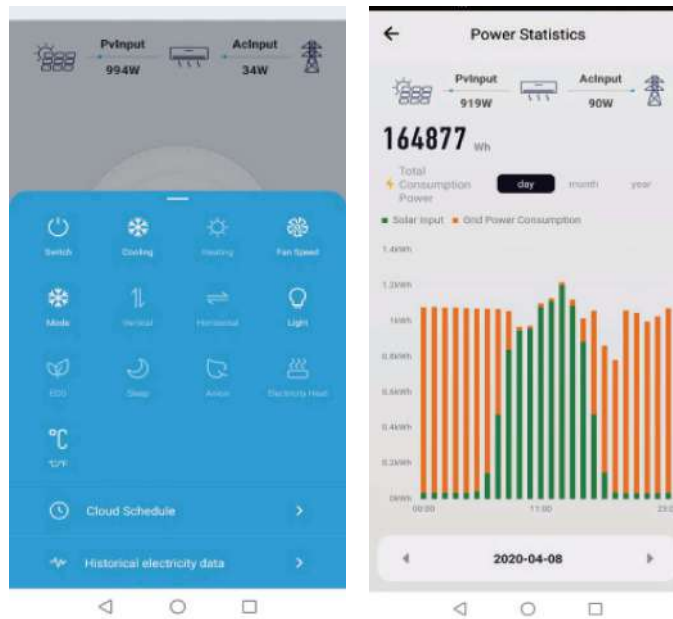 PvInput
AcInput
994W
34W
Switch
Cooling
Heating
Fan Speed
Mode
Vertical
Horizontal
Light
ECO
Sleep
Anion
Electricity Heat
°C
°C/°F
Cloud Schedule
Historical electricity data
Power Statistics
PvInput
AcInput
919W
90W
164877 Wh
Total
Consumption
Power
day
month
year
Solar Input
Grid Power Consumption
1.4kWh
1.2kWh
1kWh
0.8kWh
0.6kWh
0.4kWh
0.2kWh
0kWh
00:00
11:00
2020-04-08